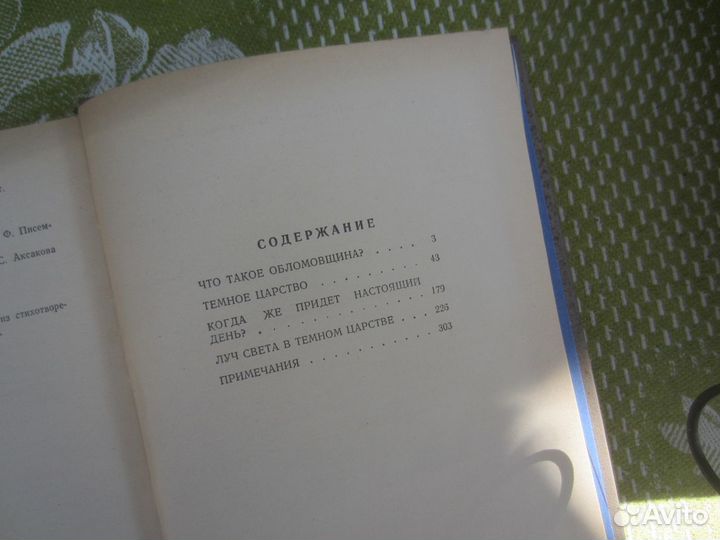 г.
Ф. Писем-
С. Аксакова
из стихотворе-
СОДЕРЖАНИЕ
ЧТО ТАКОЕ ОБЛОМОВЩИНА? . . . . 3
ТЕМНОЕ ЦАРСТВО . . . . . . . 43
КОГДА ЖЕ ПРИДЕТ НАСТОЯЩИЙ
ДЕНЬ? . . . . . . . . . . 179
ЛУЧ СВЕТА В ТЕМНОМ ЦАРСТВЕ . . . 226
ПРИМЕЧАНИЯ . . . . . . . . 303
Avito